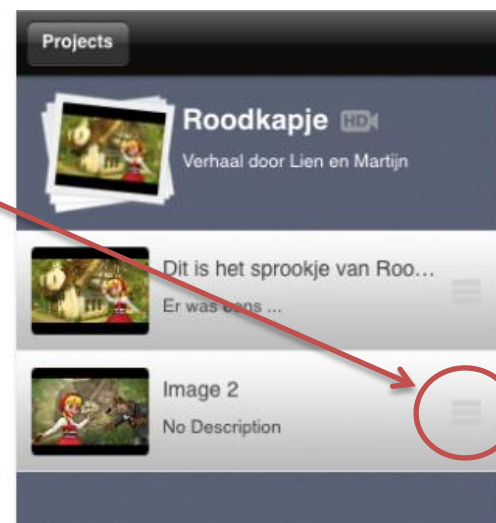 Projects
Roodkapje HD
Verhaal door Lien en Martijn
Dit is het sprookje van Roo...
Er was eens ...
Image 2
No Description